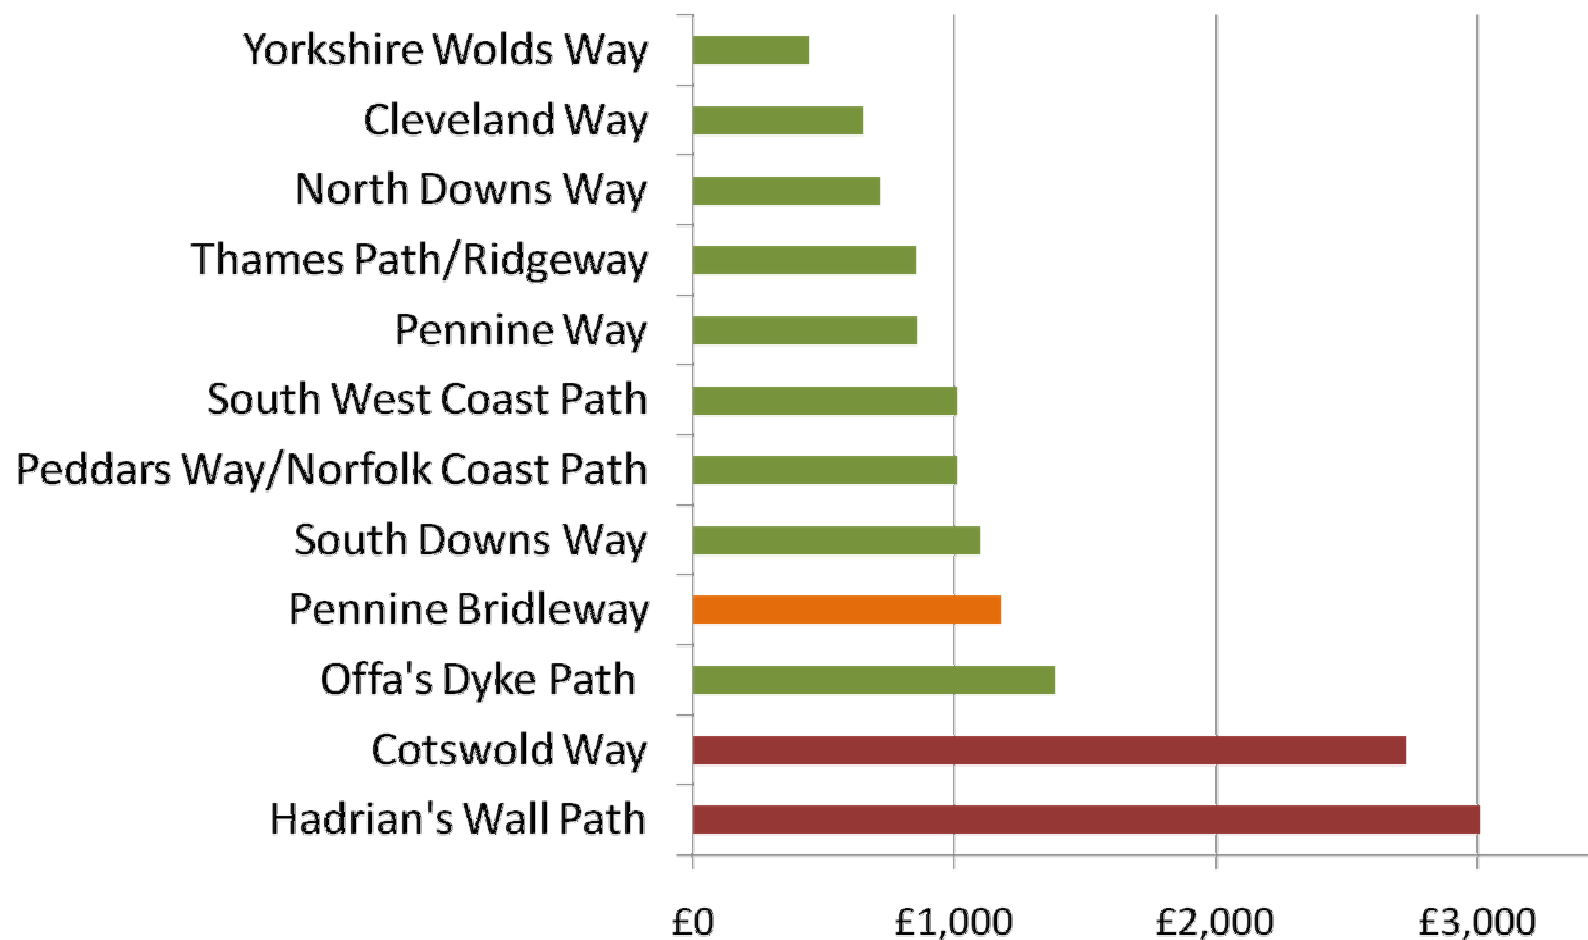 Yorkshire Wolds Way
Cleveland Way
North Downs Way
Thames Path/Ridgeway
Pennine Way
South West Coast Path
Peddars Way/Norfolk Coast Path
South Downs Way
Pennine Bridleway
Offa's Dyke Path
Cotswold Way
Hadrian's Wall Path
£0 £1,000 £2,000 £3,000